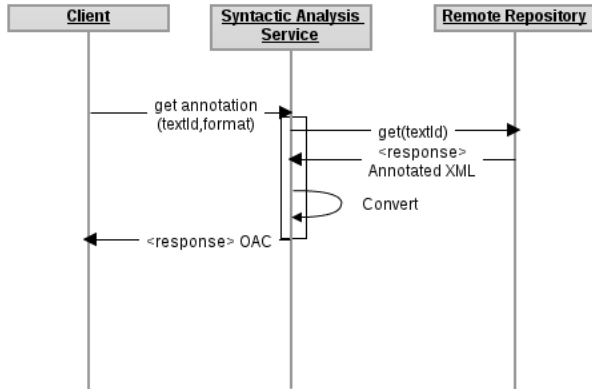 Client
Syntactic Analysis
Service
Remote Repository
get annotation
(textId,format)
get(textId)
<response>
Annotated XML
Convert
<response> OAC